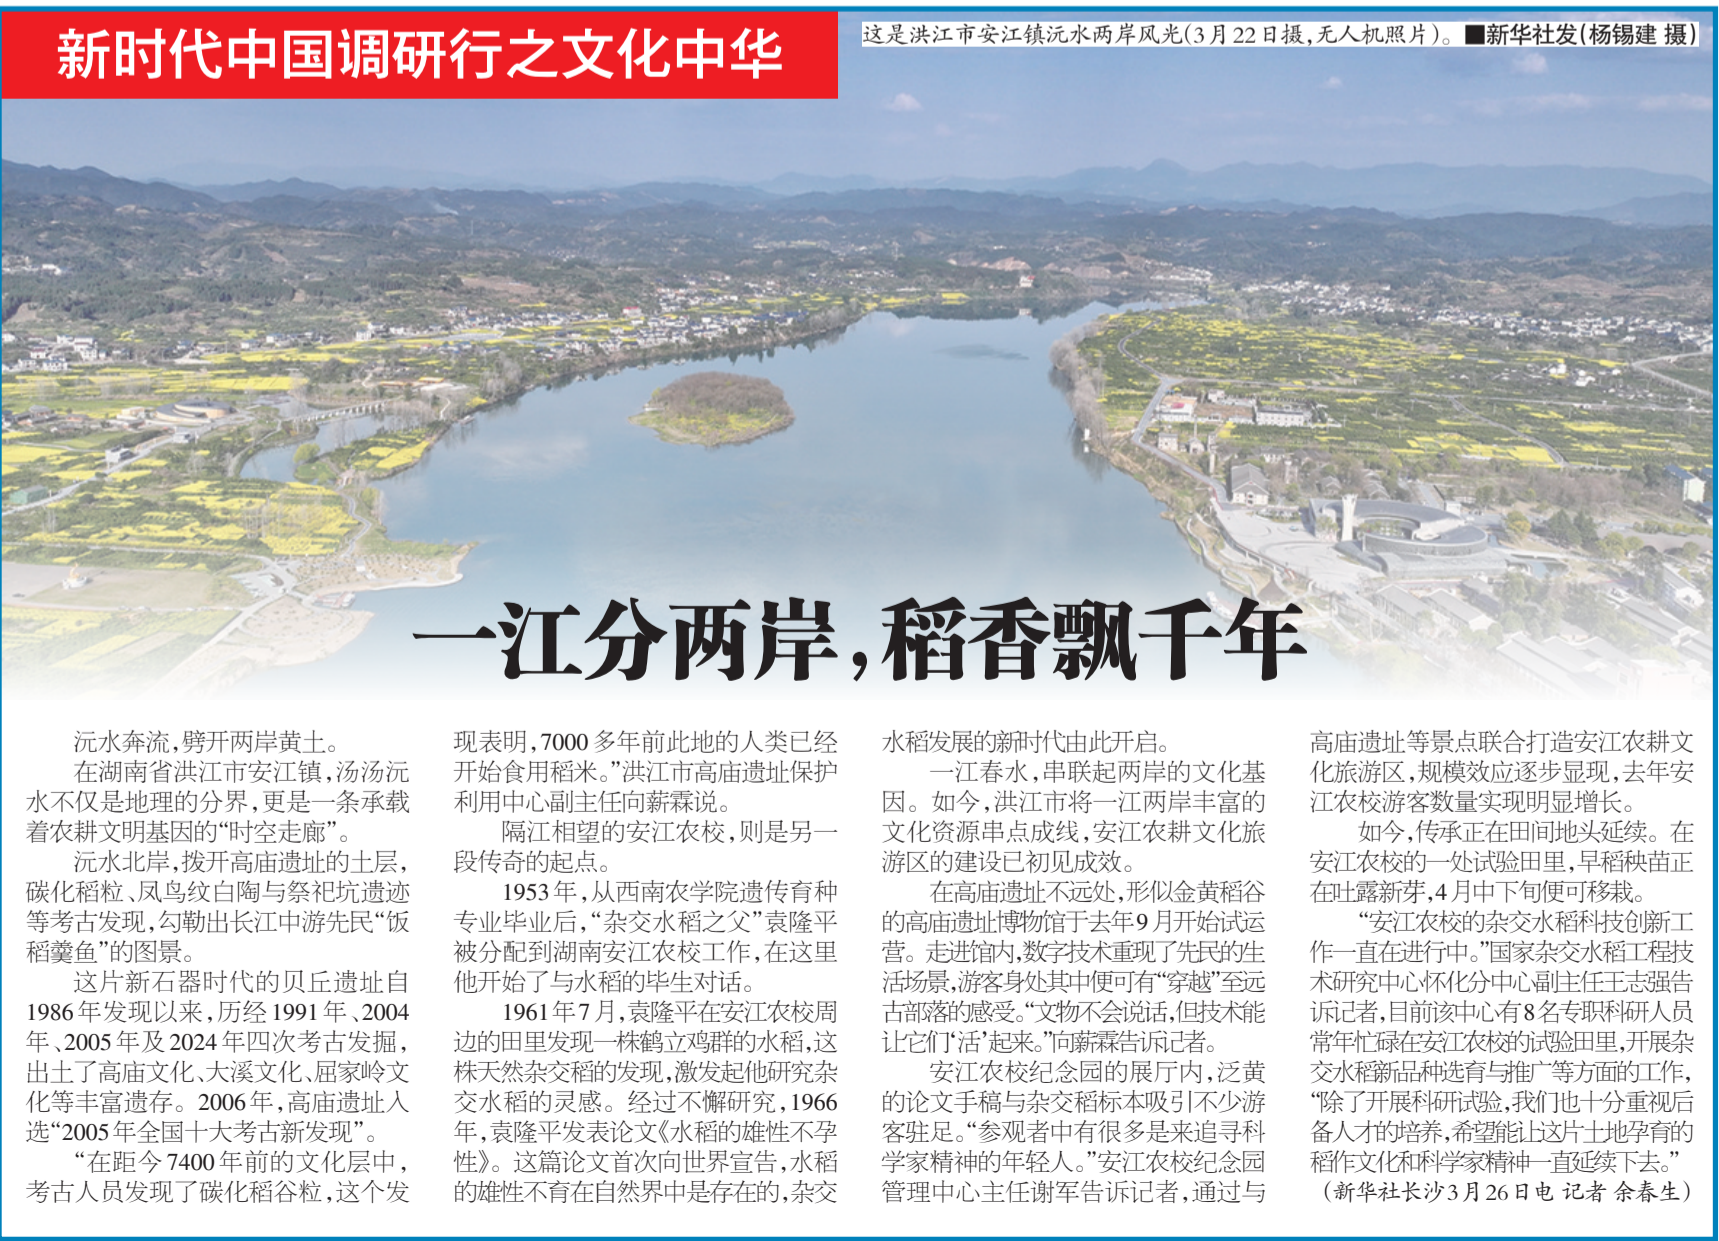 新时代中国调研行之文化中华
这是洪江市安江镇沅水两岸风光(3月22日摄,无人机照片)。■新华社发(杨锡建 摄)
一江分两岸,稻香飘千年
沅水奔流,劈开两岸黄土。
在湖南省洪江市安江镇,汤汤沅
水不仅是地理的分界,更是一条承载
着农耕文明基因的“时空走廊”。
沅水北岸,拨开高庙遗址的土层,
碳化稻粒、凤鸟纹白陶与祭祀坑遗迹
等考古发现,勾勒出长江中游先民“饭
稻羹鱼”的图景。
这片新石器时代的贝丘遗址自
1986年发现以来,历经1991年、2004
年、2005年及2024年四次考古发掘,
出土了高庙文化、大溪文化、屈家岭文
化等丰富遗存。2006年,高庙遗址入
选“2005年全国十大考古新发现”。
“在距今7400年前的文化层中,
考古人员发现了碳化稻谷粒,这个发
现表明,7000多年前此地的人类已经
开始食用稻米。”洪江市高庙遗址保护
利用中心副主任向薪霖说。
隔江相望的安江农校,则是另一
段传奇的起点。
1953年,从西南农学院遗传育种
专业毕业后,“杂交水稻之父”袁隆平
被分配到湖南安江农校工作,在这里
他开始了与水稻的毕生对话。
1961年7月,袁隆平在安江农校周
边的田里发现一株鹤立鸡群的水稻,这
株天然杂交稻的发现,激发起他研究杂
交水稻的灵感。经过不懈研究,1966
年,袁隆平发表论文《水稻的雄性不孕
性》。这篇论文首次向世界宣告,水稻
的雄性不育在自然界中是存在的,杂交
水稻发展的新时代由此开启。
一江春水,串联起两岸的文化基
因。如今,洪江市将一江两岸丰富的
文化资源串点成线,安江农耕文化旅
游区的建设已初见成效。
在高庙遗址不远处,形似金黄稻谷
的高庙遗址博物馆于去年9月开始试运
营。走进馆内,数字技术重现了先民的生
活场景,游客身处其中便可有“穿越”至远
古部落的感受。“文物不会说话,但技术能
让它们‘活’起来。”向薪霖告诉记者。
安江农校纪念园的展厅内,泛黄
的论文手稿与杂交稻标本吸引不少游
客驻足。“参观者中有很多是来追寻科
学家精神的年轻人。”安江农校纪念园
管理中心主任谢军告诉记者,通过与
高庙遗址等景点联合打造安江农耕文
化旅游区,规模效应逐步显现,去年安
江农校游客数量实现明显增长。
如今,传承正在田间地头延续。在
安江农校的一处试验田里,早稻秧苗正
在吐露新芽,4月中下旬便可移栽。
“安江农校的杂交水稻科技创新工
作一直在进行中。”国家杂交水稻工程技
术研究中心怀化分中心副主任王志强告
诉记者,目前该中心有8名专职科研人员
常年忙碌在安江农校的试验田里,开展杂
交水稻新品种选育与推广等方面的工作,
“除了开展科研试验,我们也十分重视后
备人才的培养,希望能让这片土地孕育的
稻作文化和科学家精神一直延续下去。”
(新华社长沙3月26日电 记者 余春生)